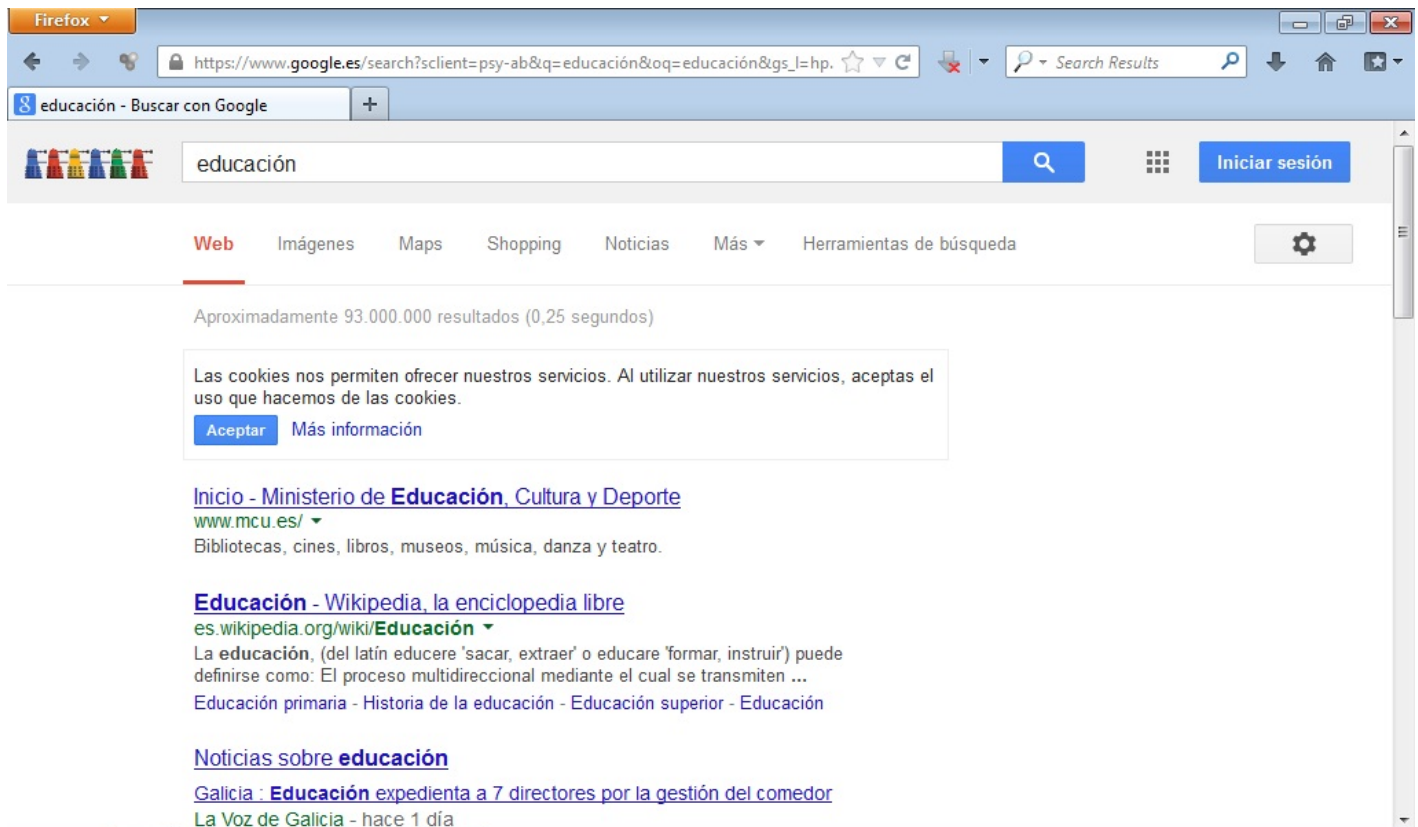 Firefox
https://www.google.es/search?sclient=psy-ab&q=educación&oq=educación&gs_l=hp.
Search Results
educación - Buscar con Google
educación
Iniciar sesión
Web Imágenes Maps Shopping Noticias Más Herramientas de búsqueda
Aproximadamente 93.000.000 resultados (0,25 segundos)
Las cookies nos permiten ofrecer nuestros servicios. Al utilizar nuestros servicios, aceptas el
uso que hacemos de las cookies.
Aceptar Más información
Inicio - Ministerio de Educación, Cultura y Deporte
www.mcu.es/
Bibliotecas, cines, libros, museos, música, danza y teatro.
Educación - Wikipedia, la enciclopedia libre
es.wikipedia.org/wiki/Educación
La educación, (del latín educere 'sacar, extraer' o educare 'formar, instruir') puede
definirse como: El proceso multidireccional mediante el cual se transmiten ...
Educación primaria - Historia de la educación - Educación superior - Educación
Noticias sobre educación
Galicia : Educación expedienta a 7 directores por la gestión del comedor
La Voz de Galicia - hace 1 día